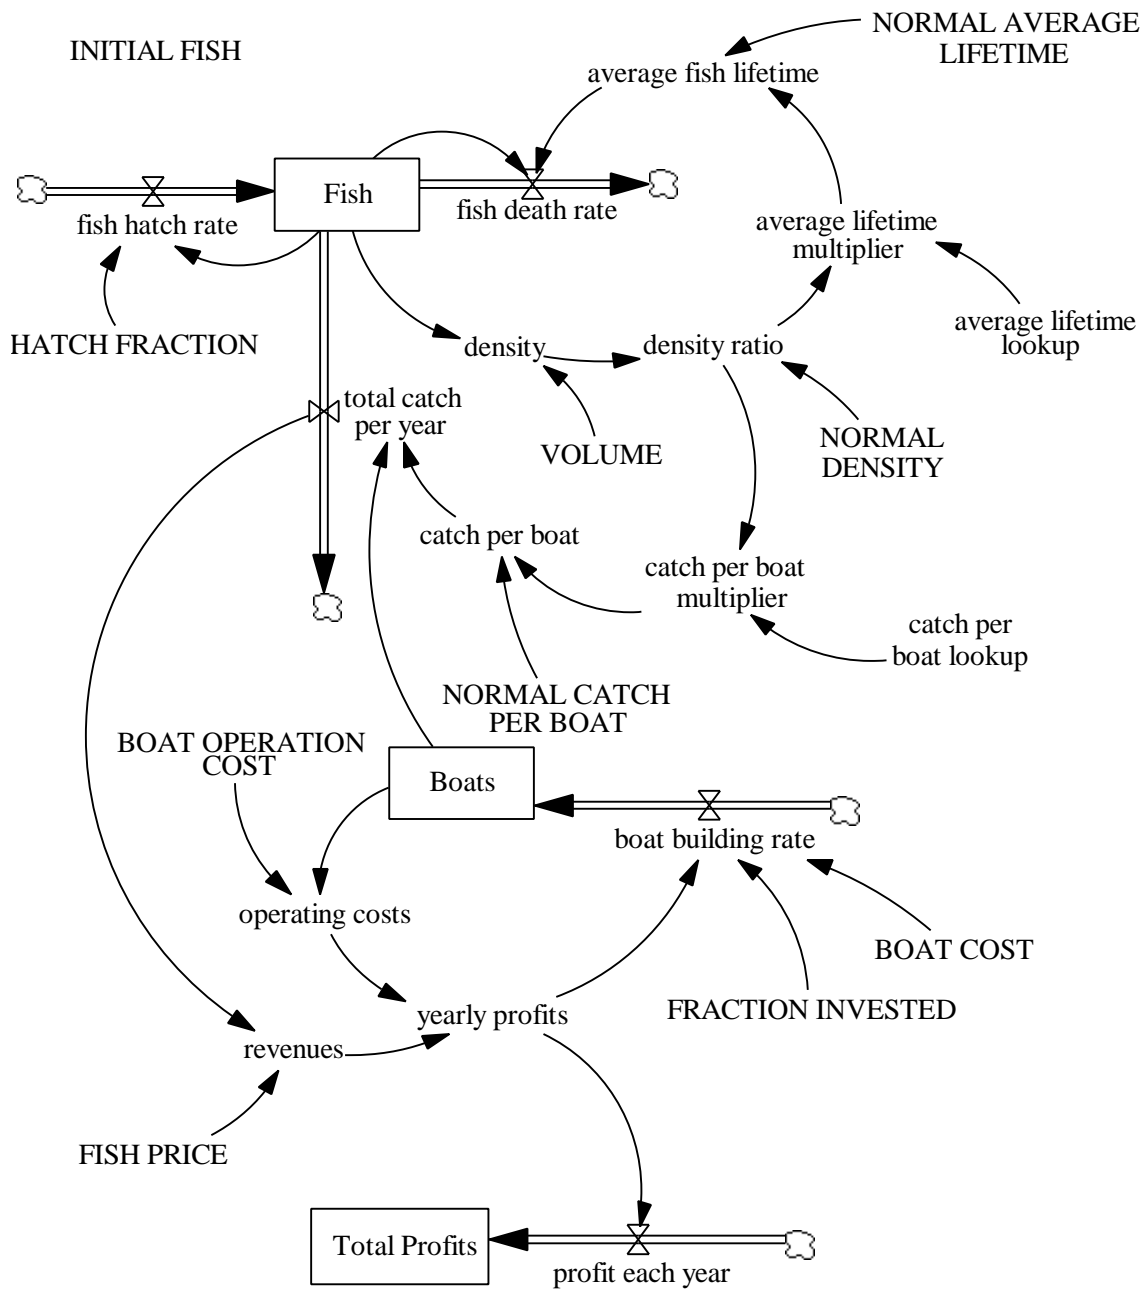 INITIAL FISH
NORMAL AVERAGE
LIFETIME
average fish lifetime
Fish
fish hatch rate
fish death rate
average lifetime
multiplier
HATCH FRACTION
density
density ratio
average lifetime
lookup
total catch
per year
VOLUME
NORMAL
DENSITY
catch per boat
catch per boat
multiplier
catch per
boat lookup
NORMAL CATCH
PER BOAT
BOAT OPERATION
COST
Boats
boat building rate
operating costs
BOAT COST
FRACTION INVESTED
yearly profits
revenues
FISH PRICE
Total Profits
profit each year